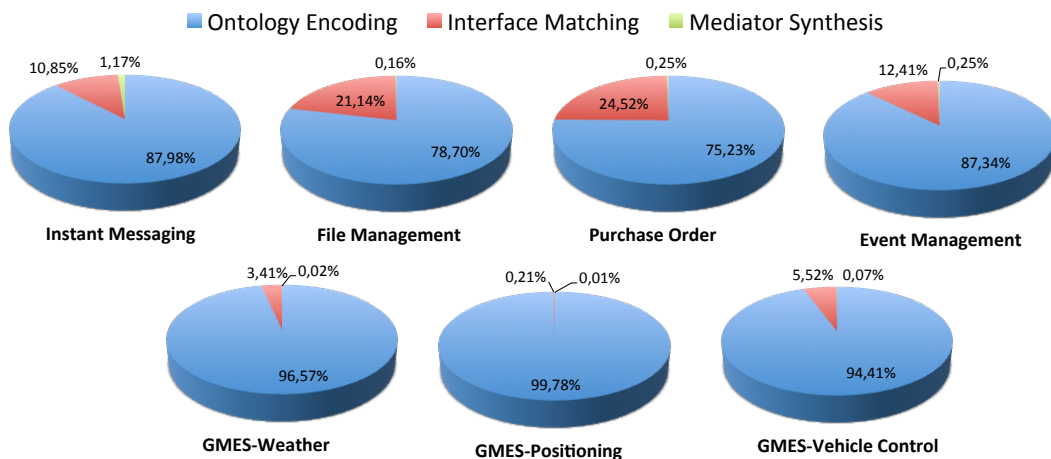 Ontology Encoding Interface Matching Mediator Synthesis
10,85% 1,17%
87,98%
Instant Messaging
0,16%
21,14%
78,70%
File Management
0,25%
24,52%
75,23%
Purchase Order
12,41% 0,25%
87,34%
Event Management
3,41% 0,02%
96,57%
GMES-Weather
0,21% 0,01%
99,78%
GMES-Positioning
5,52% 0,07%
94,41%
GMES-Vehicle Control